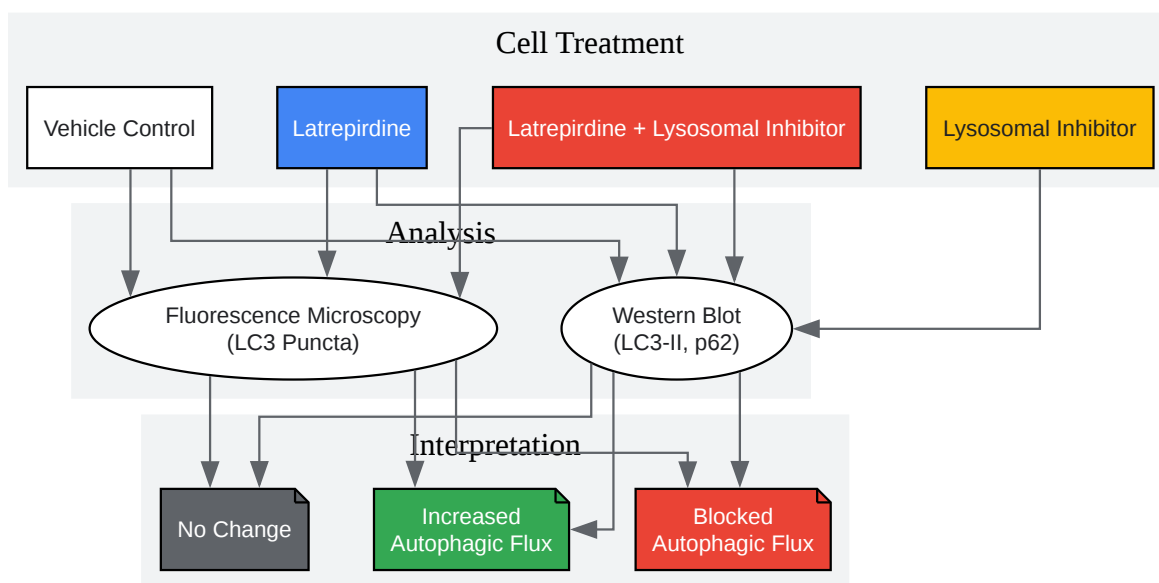 Cell Treatment
Vehicle Control
Latrepirdine
Latrepirdine + Lysosomal Inhibitor
Lysosomal Inhibitor
Analysis
Fluorescence Microscopy
(LC3 Puncta)
Western Blot
(LC3-II, p62)
Interpretation
No Change
Increased
Autophagic Flux
Blocked
Autophagic Flux